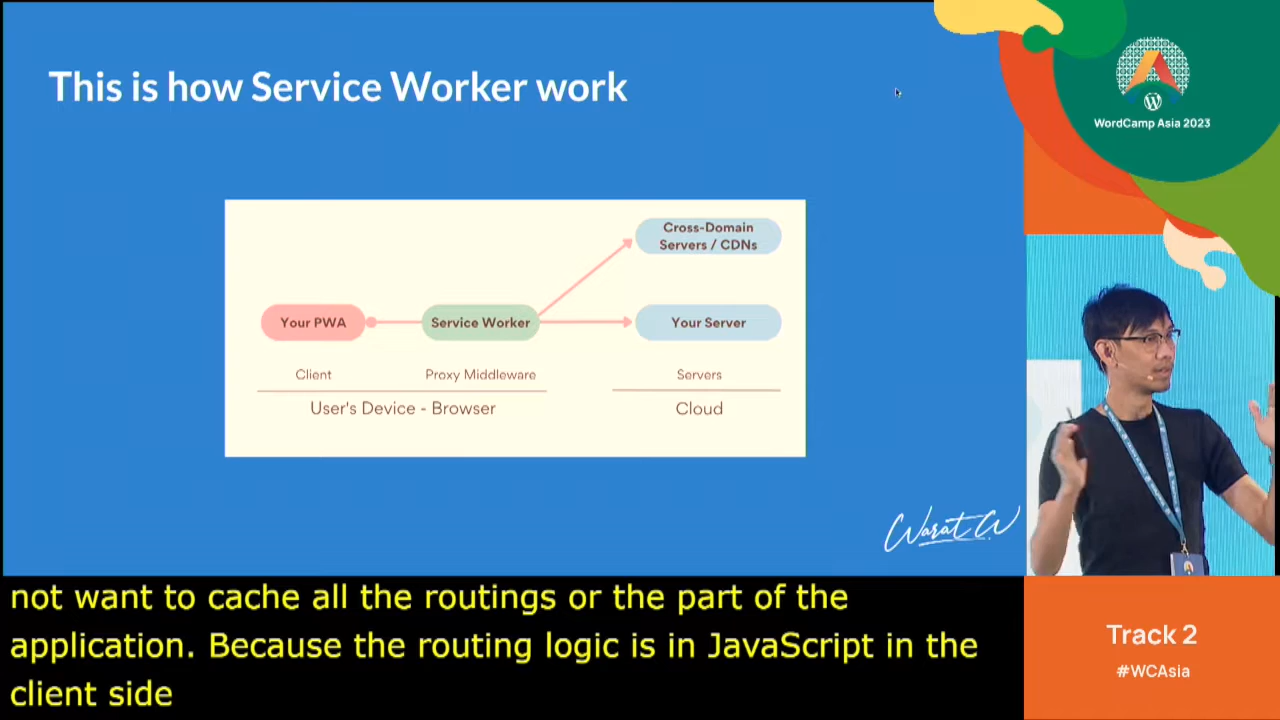 This is how Service Worker work
WordCamp Asia 2023
Cross-Domain
Servers / CDNs
Your PWA
Service Worker
Your Server
Client
Proxy Middleware
Servers
User's Device - Browser
Cloud
Warat W
not want to cache all the routings or the part of the
application. Because the routing logic is in JavaScript in the
client side
Track 2
#WCAsia